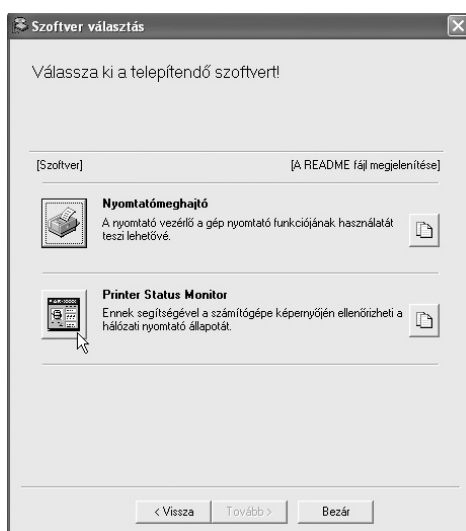 Szoftver választás
Válassza ki a telepítendő szoftvert!
[Szoftver] [A README fájl megjelenítése]
Nyomtatómeghajtó
A nyomtató vezérlő a gép nyomtató funkciójának használatát
teszi lehetővé.
Printer Status Monitor
Ennek segítségével a számítógépe képernyőjén ellenőrizheti a
hálózati nyomtató állapotát.
< Vissza Tovább > Bezár